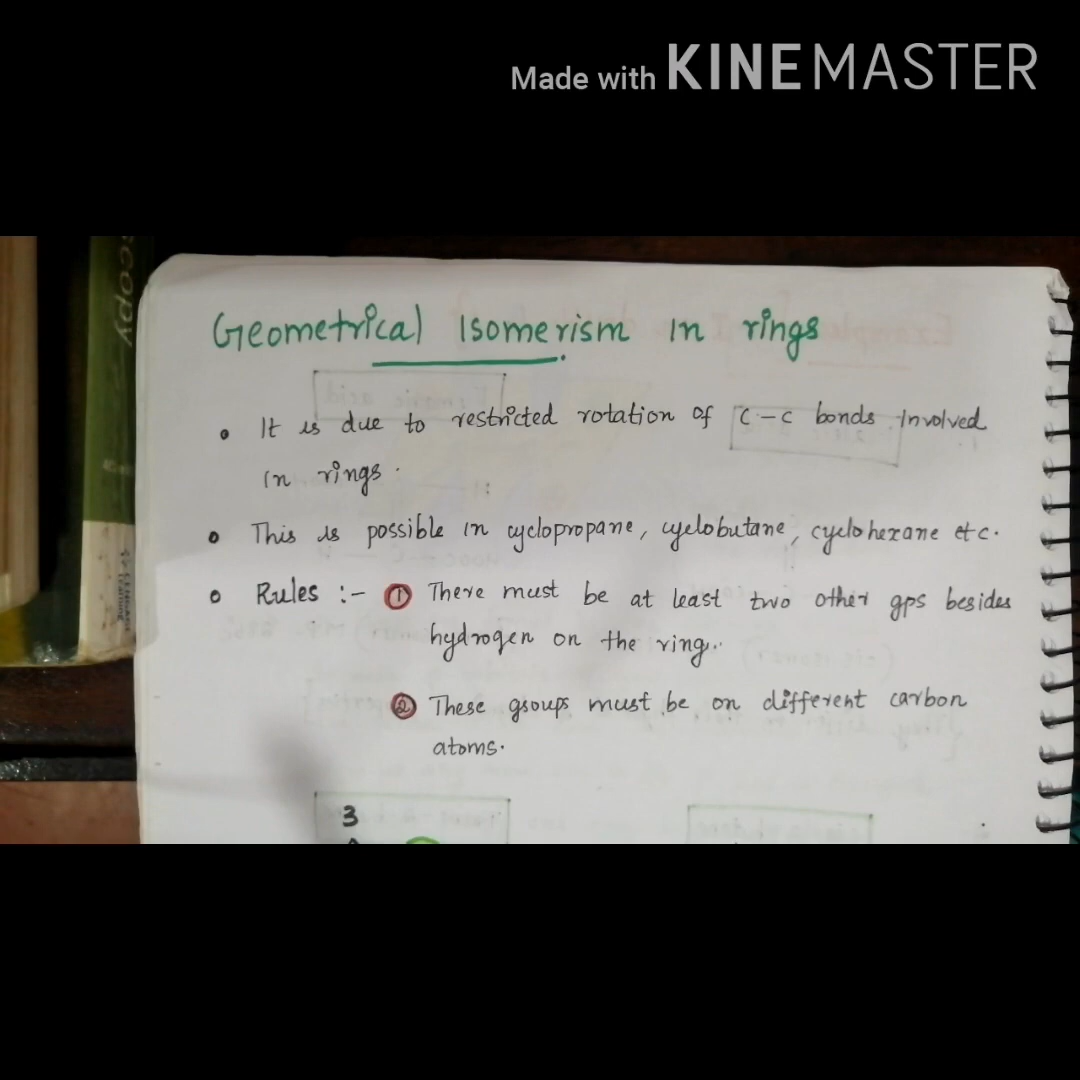 Made with KINEMASTER
Geometrical Isomerism In rings
• It is due to restricted rotation of C-C bonds involved
in rings.
• This is possible in cyclopropane, cyclobutane, cyclohexane etc.
• Rules :- ① There must be at least two other gps besides
hydrogen on the ring.
② These groups must be on different carbon
atoms.
3
CENGAGE
Learning